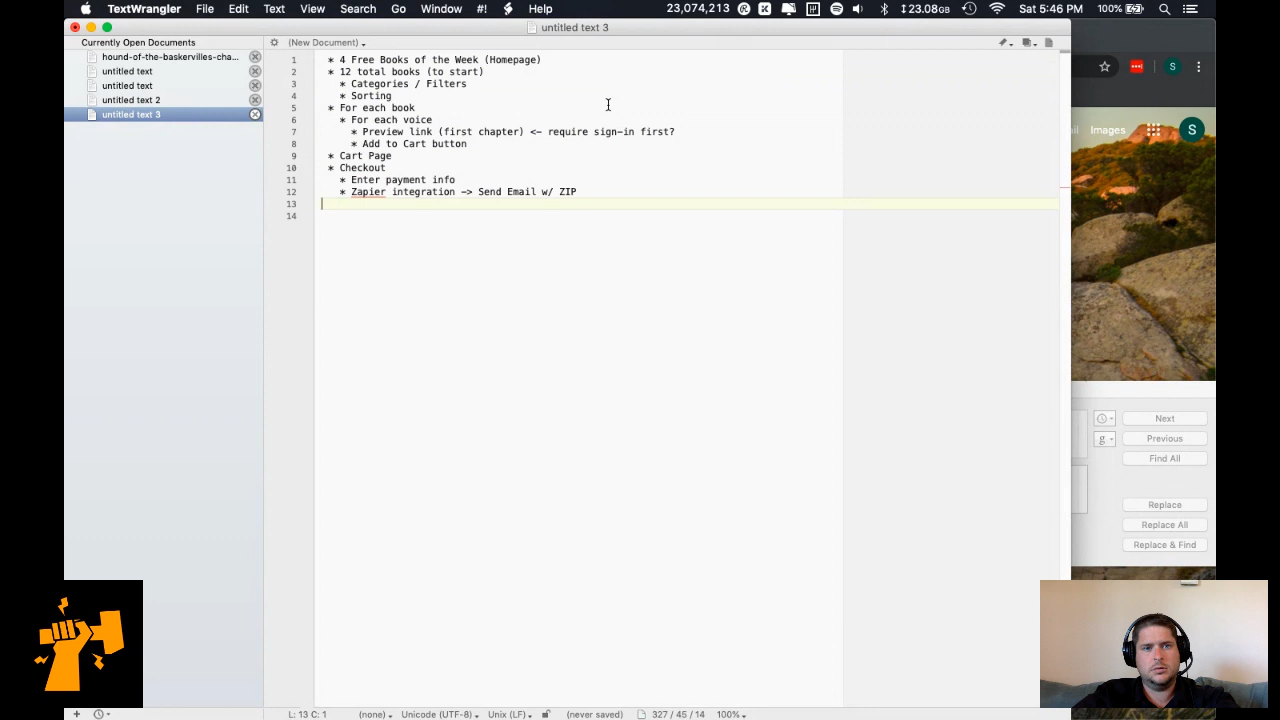 TextWrangler File Edit Text View Search Go Window #! Help 23,074,213 23.08GB Sat 5:46 PM 100%
untitled text 3
Currently Open Documents
(New Document)
hound-of-the-baskervilles-cha...
untitled text
untitled text
untitled text 2
untitled text 3
1 * 4 Free Books of the Week (Homepage)
2 * 12 total books (to start)
3 * Categories / Filters
4 * Sorting
5 * For each book
6 * For each voice
7 * Preview link (first chapter) <- require sign-in first?
8 * Add to Cart button
9 * Cart Page
10 * Checkout
11 * Enter payment info
12 * Zapier integration -> Send Email w/ ZIP
13
14
S
Images S
Next
g Previous
Find All
Replace
Replace All
Replace & Find
L: 13 C: 1 (none) Unicode (UTF-8) Unix (LF) (never saved) 327 / 45 / 14 100%